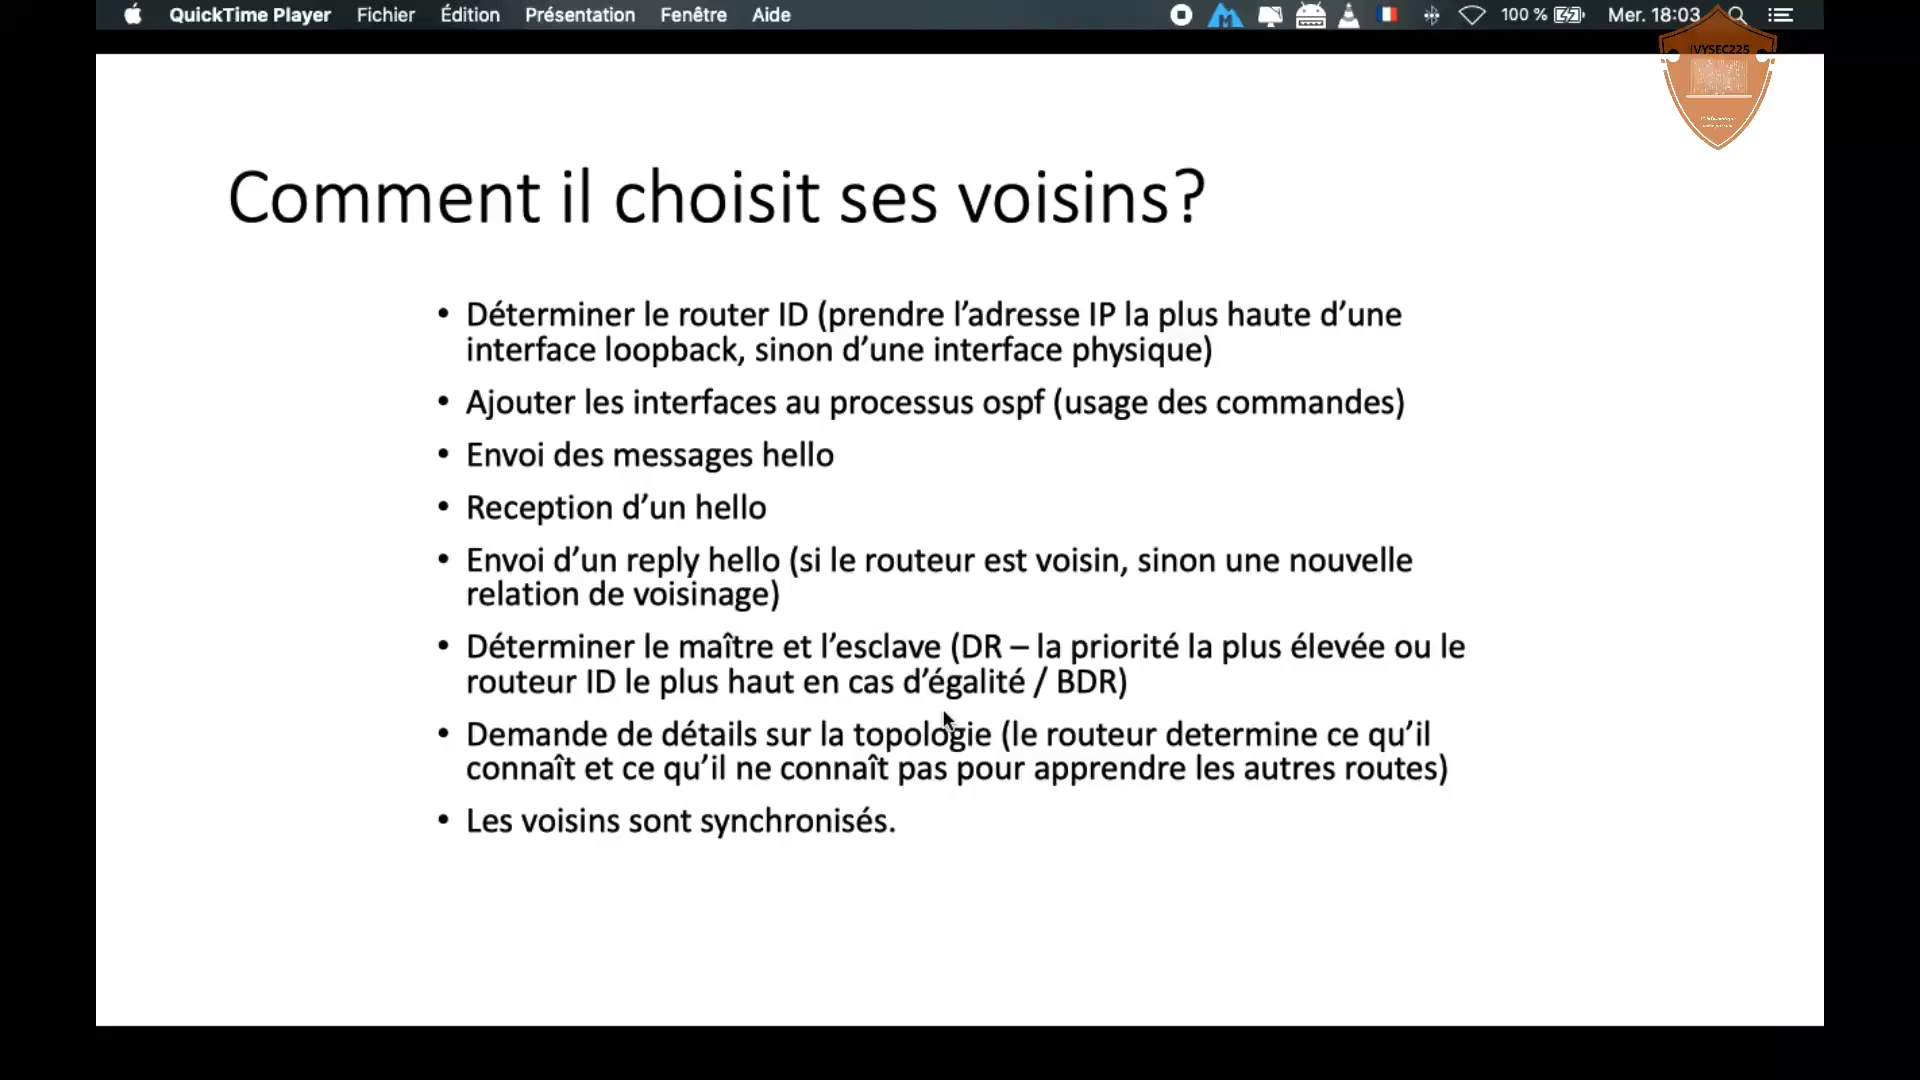 QuickTime Player Fichier Édition Présentation Fenêtre Aide 100 % Mer. 18:03
IVYSEC225
Comment il choisit ses voisins?
• Déterminer le router ID (prendre l’adresse IP la plus haute d’une
interface loopback, sinon d’une interface physique)
• Ajouter les interfaces au processus ospf (usage des commandes)
• Envoi des messages hello
• Reception d’un hello
• Envoi d’un reply hello (si le routeur est voisin, sinon une nouvelle
relation de voisinage)
• Déterminer le maître et l’esclave (DR – la priorité la plus élevée ou le
routeur ID le plus haut en cas d’égalité / BDR)
• Demande de détails sur la topologie (le routeur determine ce qu’il
connaît et ce qu’il ne connaît pas pour apprendre les autres routes)
• Les voisins sont synchronisés.